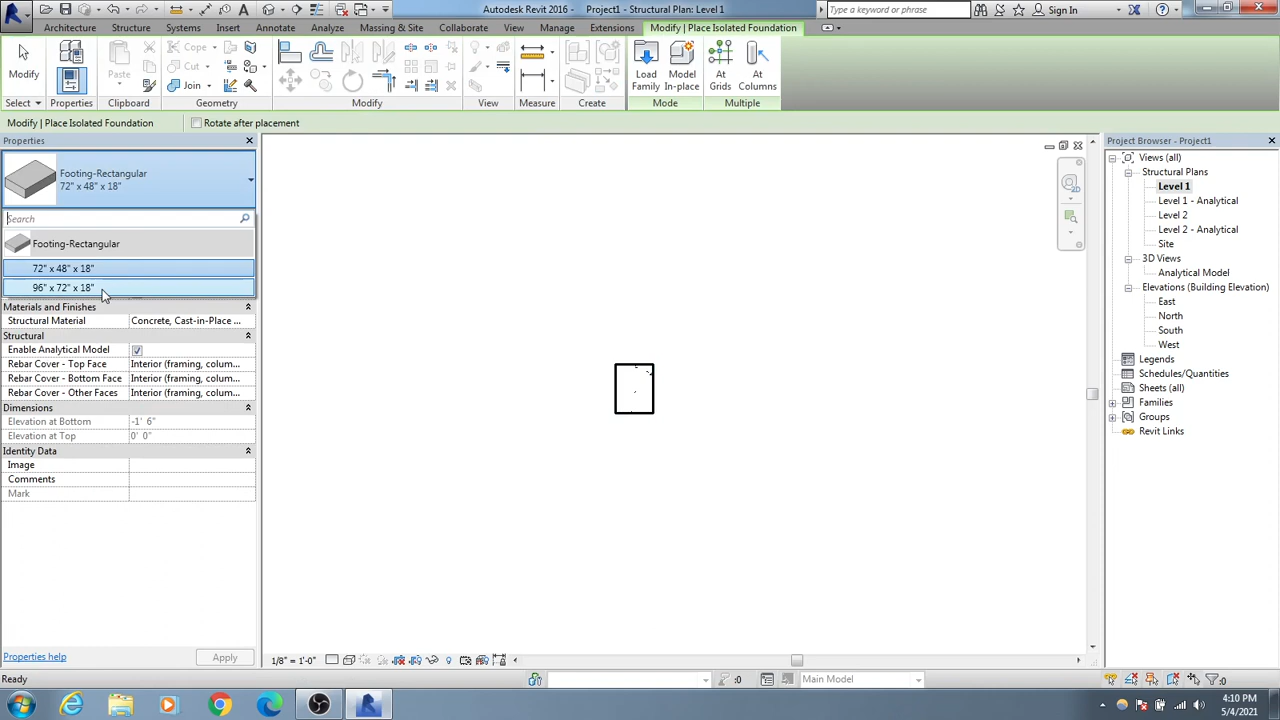 Autodesk Revit 2016 - Project1 - Structural Plan: Level 1
Type a keyword or phrase
Sign In
Architecture Structure Systems Insert Annotate Analyze Massing & Site Collaborate View Manage Extensions Modify | Place Isolated Foundation
Modify
Paste
Cope
Cut
Join
Load Family
Model In-place
At Grids
At Columns
Select Properties Clipboard Geometry Modify View Measure Create Mode Multiple
Modify | Place Isolated Foundation Rotate after placement
Properties
Footing-Rectangular
72" x 48" x 18"
Search
Footing-Rectangular
72" x 48" x 18"
96" x 72" x 18"
Materials and Finishes
Structural Material Concrete, Cast-in-Place ...
Structural
Enable Analytical Model
Rebar Cover - Top Face Interior (framing, colum...
Rebar Cover - Bottom Face Interior (framing, colum...
Rebar Cover - Other Faces Interior (framing, colum...
Dimensions
Elevation at Bottom -1' 6"
Elevation at Top 0' 0"
Identity Data
Image
Comments
Mark
Properties help Apply
1/8" = 1'-0"
Project Browser - Project1
Views (all)
Structural Plans
Level 1
Level 1 - Analytical
Level 2
Level 2 - Analytical
Site
3D Views
Analytical Model
Elevations (Building Elevation)
East
North
South
West
Legends
Schedules/Quantities
Sheets (all)
Families
Groups
Revit Links
Ready
:0
Main Model
:0
4:10 PM
5/4/2021